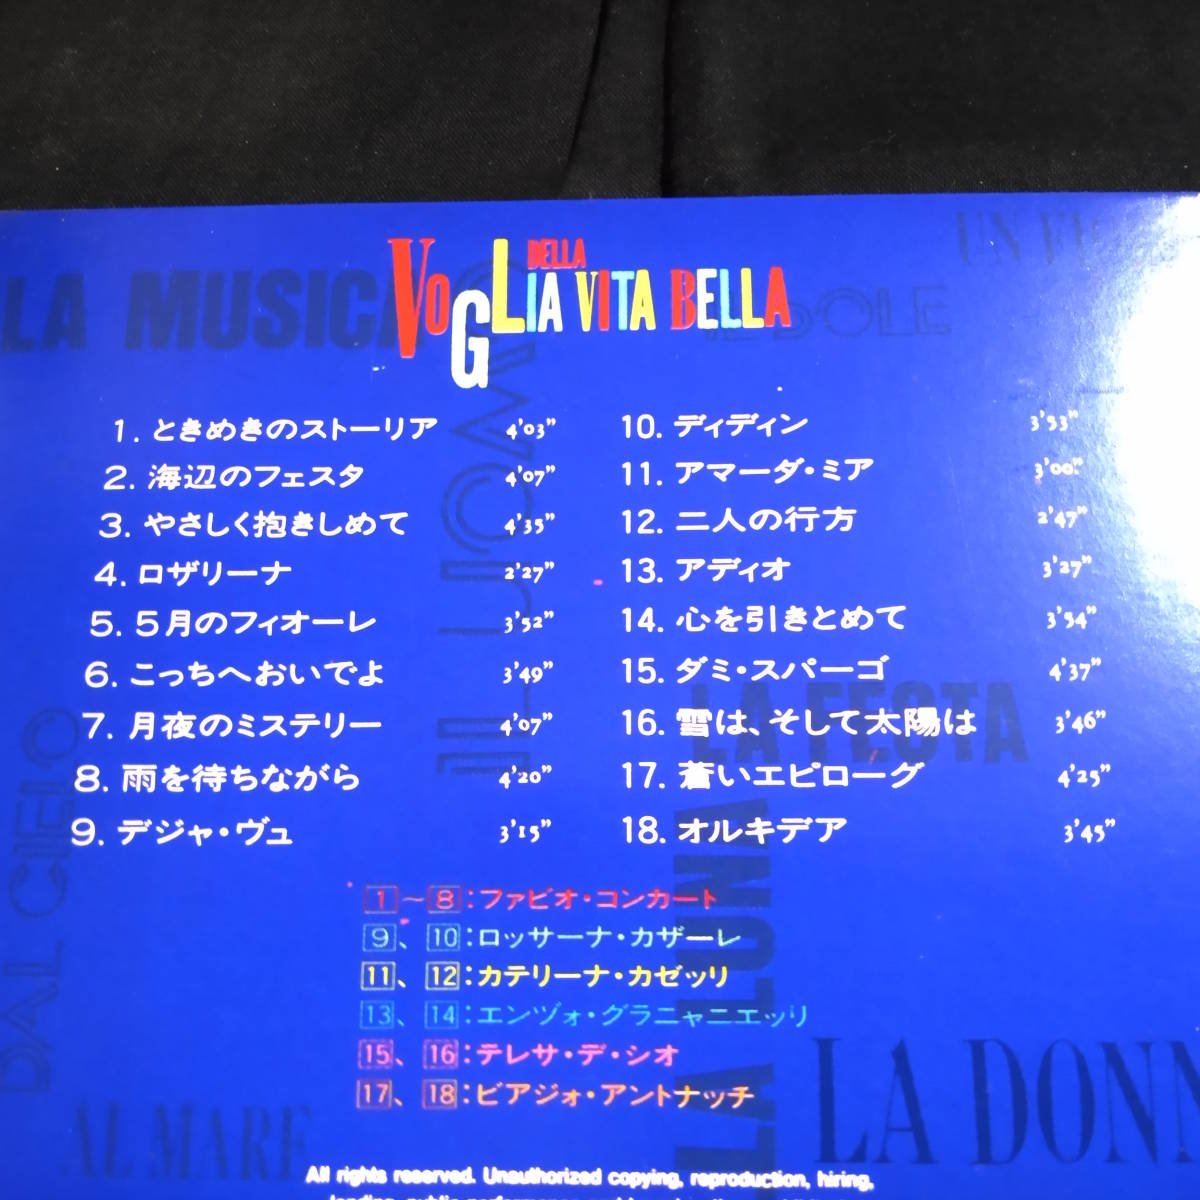 VOGLIA DELLA VITA BELLA
1. ときめきのストーリア 4'03"
2. 海辺のフェスタ 4'07"
3. やさしく抱きしめて 4'35"
4. ロザリーナ 2'27"
5. 5月のフィオーレ 3'52"
6. こっちへおいでよ 3'49"
7. 月夜のミステリー 4'07"
8. 雨を待ちながら 4'20"
9. デジャ・ヴュ 3'15"
10. ディディン 3'53"
11. アマーダ・ミア 3'00"
12. 二人の行方 2'47"
13. アディオ 3'27"
14. 心を引きとめて 3'54"
15. ダミ・スパーゴ 4'37"
16. 雪は、そして太陽は 3'46"
17. 蒼いエピローグ 4'25"
18. オルキデア 3'45"
1~8:ファビオ・コンカート
9、10:ロッサーナ・カザーレ
11、12:カテリーナ・カゼッリ
13、14:エンヅォ・グラニャニエッリ
15、16:テレサ・デ・シオ
17、18:ビアジォ・アントナッチ
LA MUSICA
UN
LA FESTA
DAL CIELO
LA LUNA
AL MARE
LA DONN
All rights reserved. Unauthorized copying, reproduction, hiring,